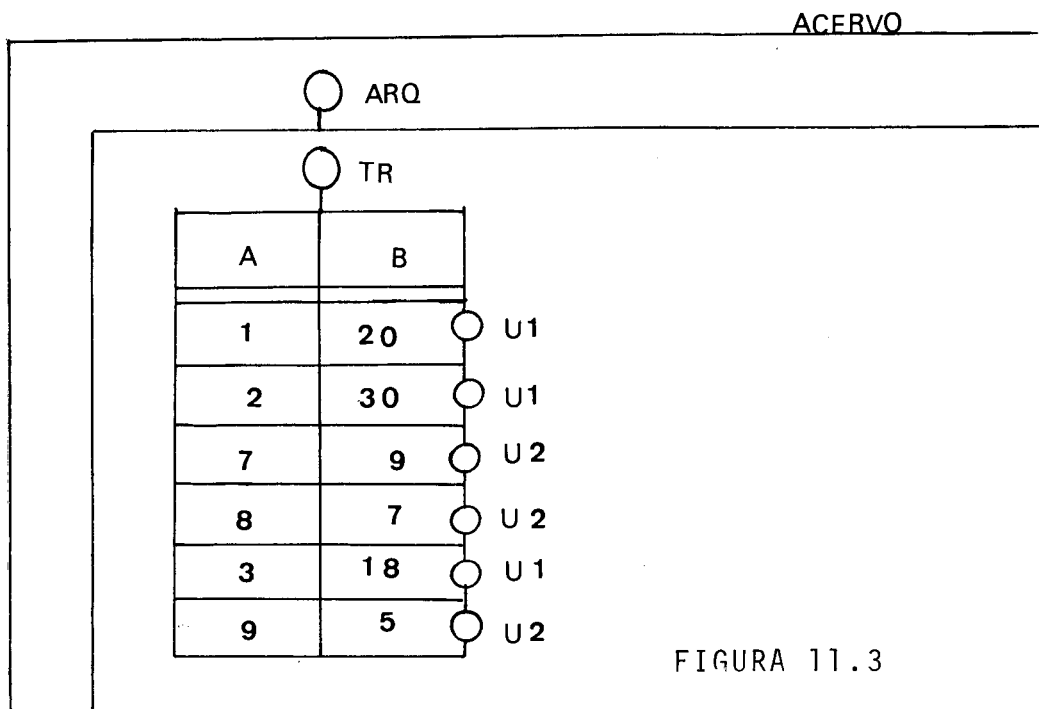 ACERVO
ARQ
TR
A B
1 20 U1
2 30 U1
7 9 U2
8 7 U2
3 18 U1
9 5 U2
FIGURA 11.3